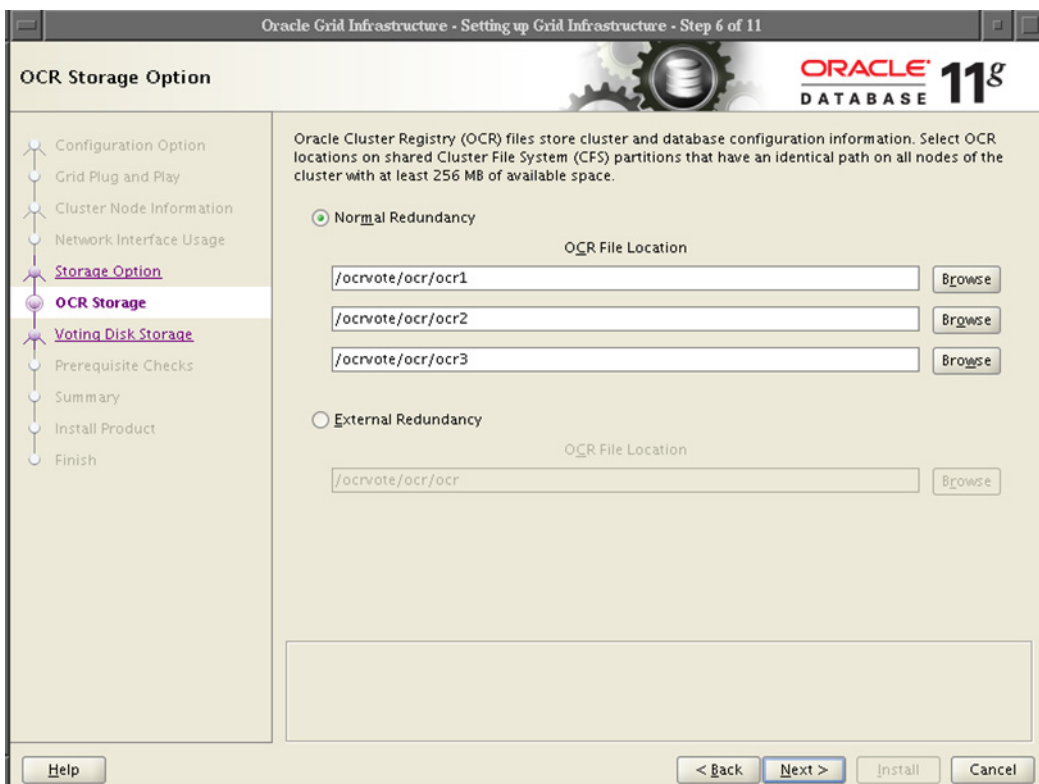 Oracle Grid Infrastructure - Setting up Grid Infrastructure - Step 6 of 11
OCR Storage Option
ORACLE
DATABASE
11g
Configuration Option
Grid Plug and Play
Cluster Node Information
Network Interface Usage
Storage Option
OCR Storage
Voting Disk Storage
Prerequisite Checks
Summary
Install Product
Finish
Oracle Cluster Registry (OCR) files store cluster and database configuration information. Select OCR
locations on shared Cluster File System (CFS) partitions that have an identical path on all nodes of the
cluster with at least 256 MB of available space.
Normal Redundancy
OCR File Location
/ocrvote/ocr/ocr1 Browse
/ocrvote/ocr/ocr2 Browse
/ocrvote/ocr/ocr3 Browse
External Redundancy
OCR File Location
/ocrvote/ocr/ocr Browse
Help < Back Next > Install Cancel